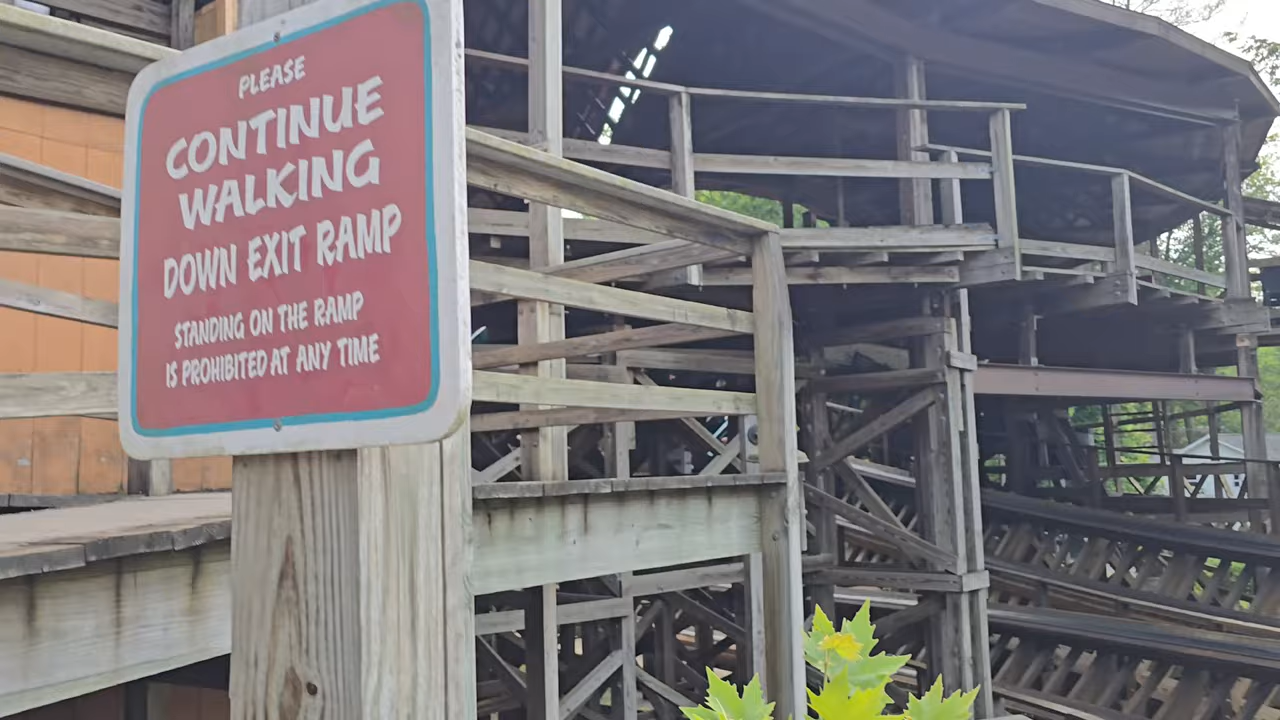 PLEASE
CONTINUE
WALKING
DOWN EXIT RAMP
STANDING ON THE RAMP
IS PROHIBITED AT ANY TIME